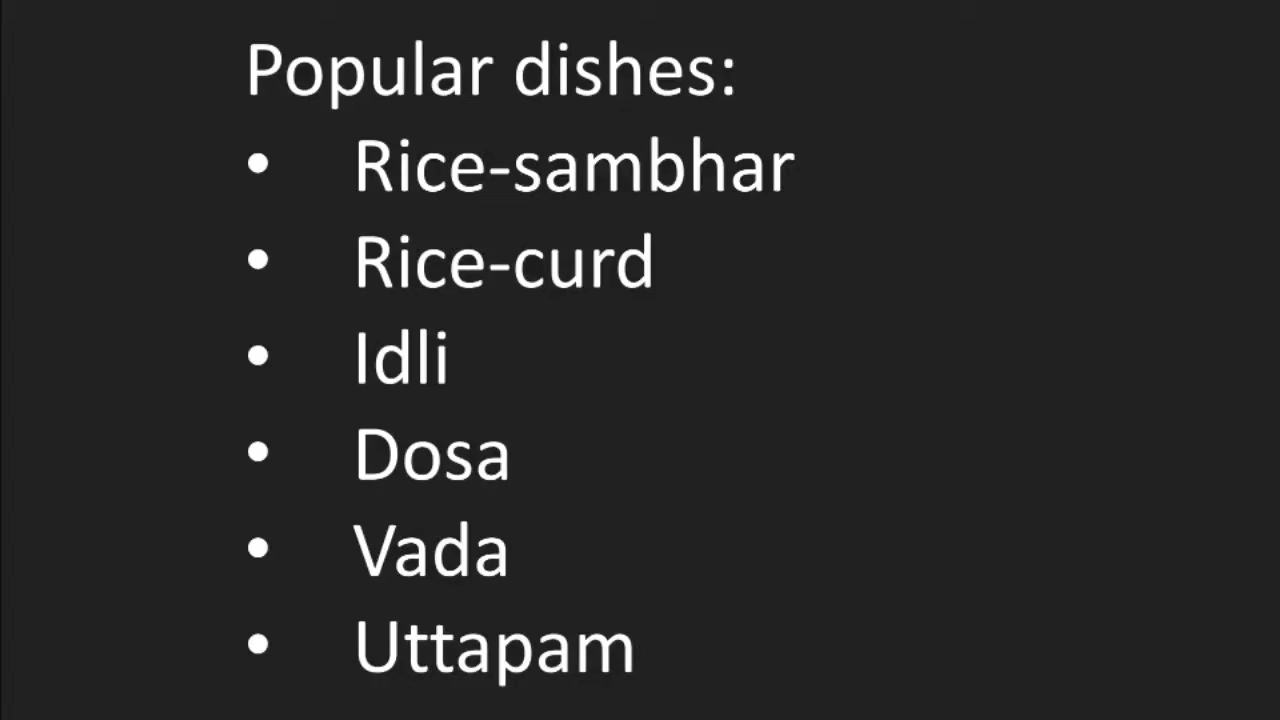 Popular dishes:
• Rice-sambhar
• Rice-curd
• Idli
• Dosa
• Vada
• Uttapam